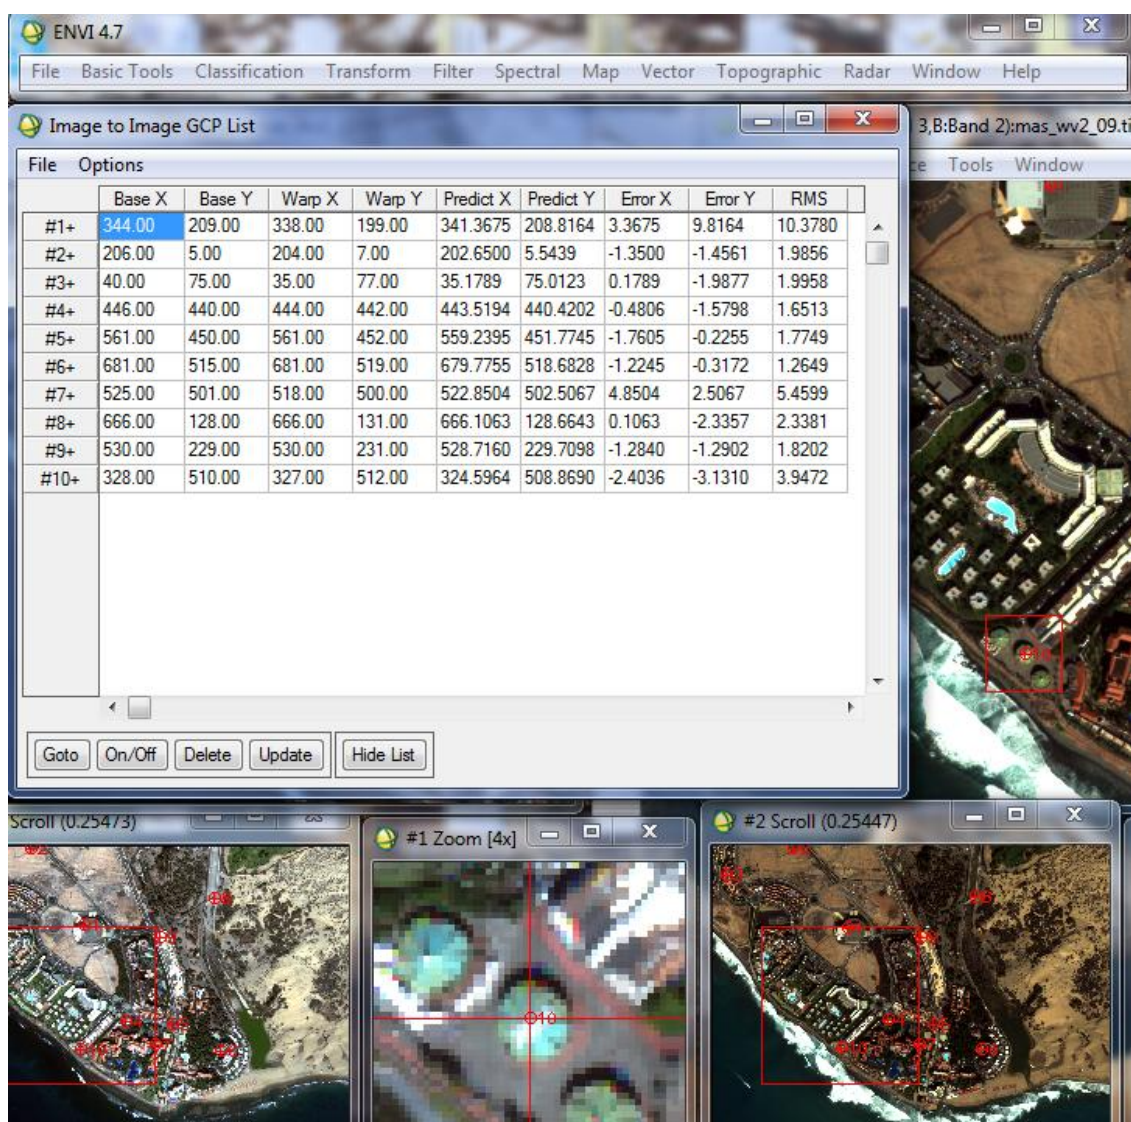 ENVI 4.7
File Basic Tools Classification Transform Filter Spectral Map Vector Topographic Radar Window Help
Image to Image GCP List
3,B:Band 2):mas_wv2_09.ti
File Options
ce Tools Window
Base X Base Y Warp X Warp Y Predict X Predict Y Error X Error Y RMS
#1+ 344.00 209.00 338.00 199.00 341.3675 208.8164 3.3675 9.8164 10.3780
#2+ 206.00 5.00 204.00 7.00 202.6500 5.5439 -1.3500 -1.4561 1.9856
#3+ 40.00 75.00 35.00 77.00 35.1789 75.0123 0.1789 -1.9877 1.9958
#4+ 446.00 440.00 444.00 442.00 443.5194 440.4202 -0.4806 -1.5798 1.6513
#5+ 561.00 450.00 561.00 452.00 559.2395 451.7745 -1.7605 -0.2255 1.7749
#6+ 681.00 515.00 681.00 519.00 679.7755 518.6828 -1.2245 -0.3172 1.2649
#7+ 525.00 501.00 518.00 500.00 522.8504 502.5067 4.8504 2.5067 5.4599
#8+ 666.00 128.00 666.00 131.00 666.1063 128.6643 0.1063 -2.3357 2.3381
#9+ 530.00 229.00 530.00 231.00 528.7160 229.7098 -1.2840 -1.2902 1.8202
#10+ 328.00 510.00 327.00 512.00 324.5964 508.8690 -2.4036 -3.1310 3.9472
Goto On/Off Delete Update Hide List
Scroll (0.25473)
#1 Zoom [4x]
#2 Scroll (0.25447)
#10